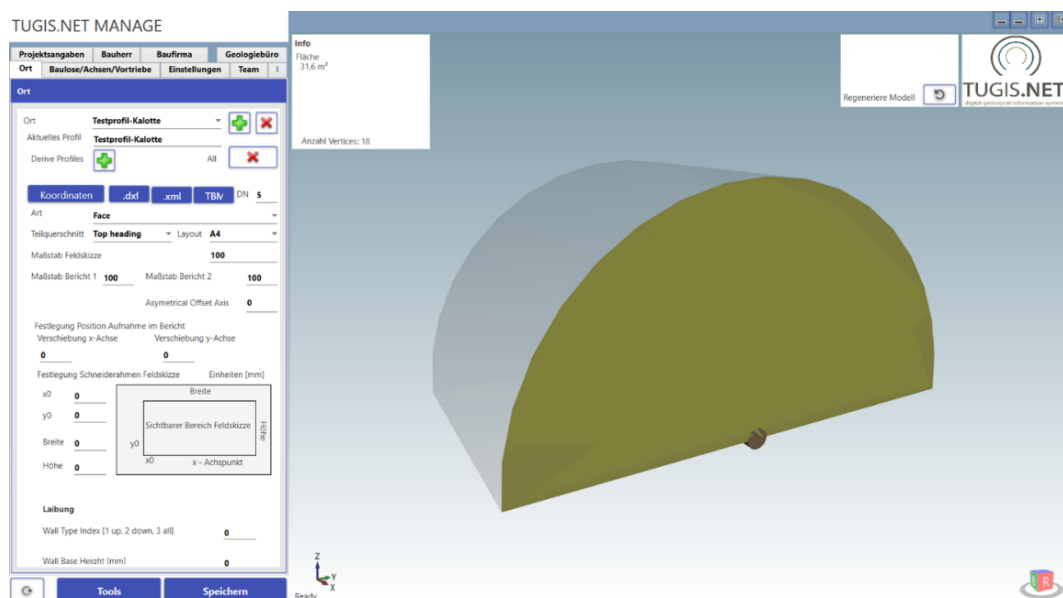 TUGIS.NET MANAGE
Projektsangaben Bauherr Baufirma Geologiebüro
Ort Baulose/Achsen/Vortriebe Einstellungen Team
Ort
Ort Testprofil-Kalotte
Aktuelles Profil Testprofil-Kalotte
Derive Profiles All
Koordinaten .dxf .xml TBM DN 5
Art Face
Teilquerschnitt Top heading Layout A4
Maßstab Feldskizze 100
Maßstab Bericht 1 100 Maßstab Bericht 2 100
Asymetrical Offset Axis 0
Festlegung Position Aufnahme im Bericht
Verschiebung x-Achse Verschiebung y-Achse
0 0
Festlegung Schneiderahmen Feldskizze Einheiten [mm]
x0 0
y0 0
Breite 0
Höhe 0
Breite
Sichtbarer Bereich Feldskizze
Höhe
y0
x0 x - Achspunkt
Laibung
Wall Type Index [1 up, 2 down, 3 all] 0
Wall Base Height [mm] 0
Tools Speichern
Info
Fläche
31,6 m²
Anzahl Vertices: 18
Regeneriere Modell
TUGIS.NET
digital geological information system
Z
Y
X
Ready
R